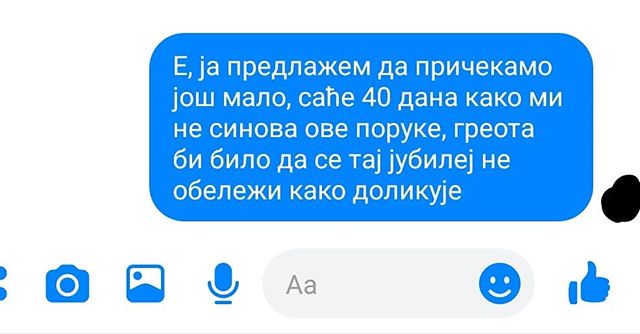 Е, ја предлажем да причекамо
још мало, саће 40 дана како ми
не синова ове поруке, греота
би било да се тај јубилеј не
обележи како доликује
Aa